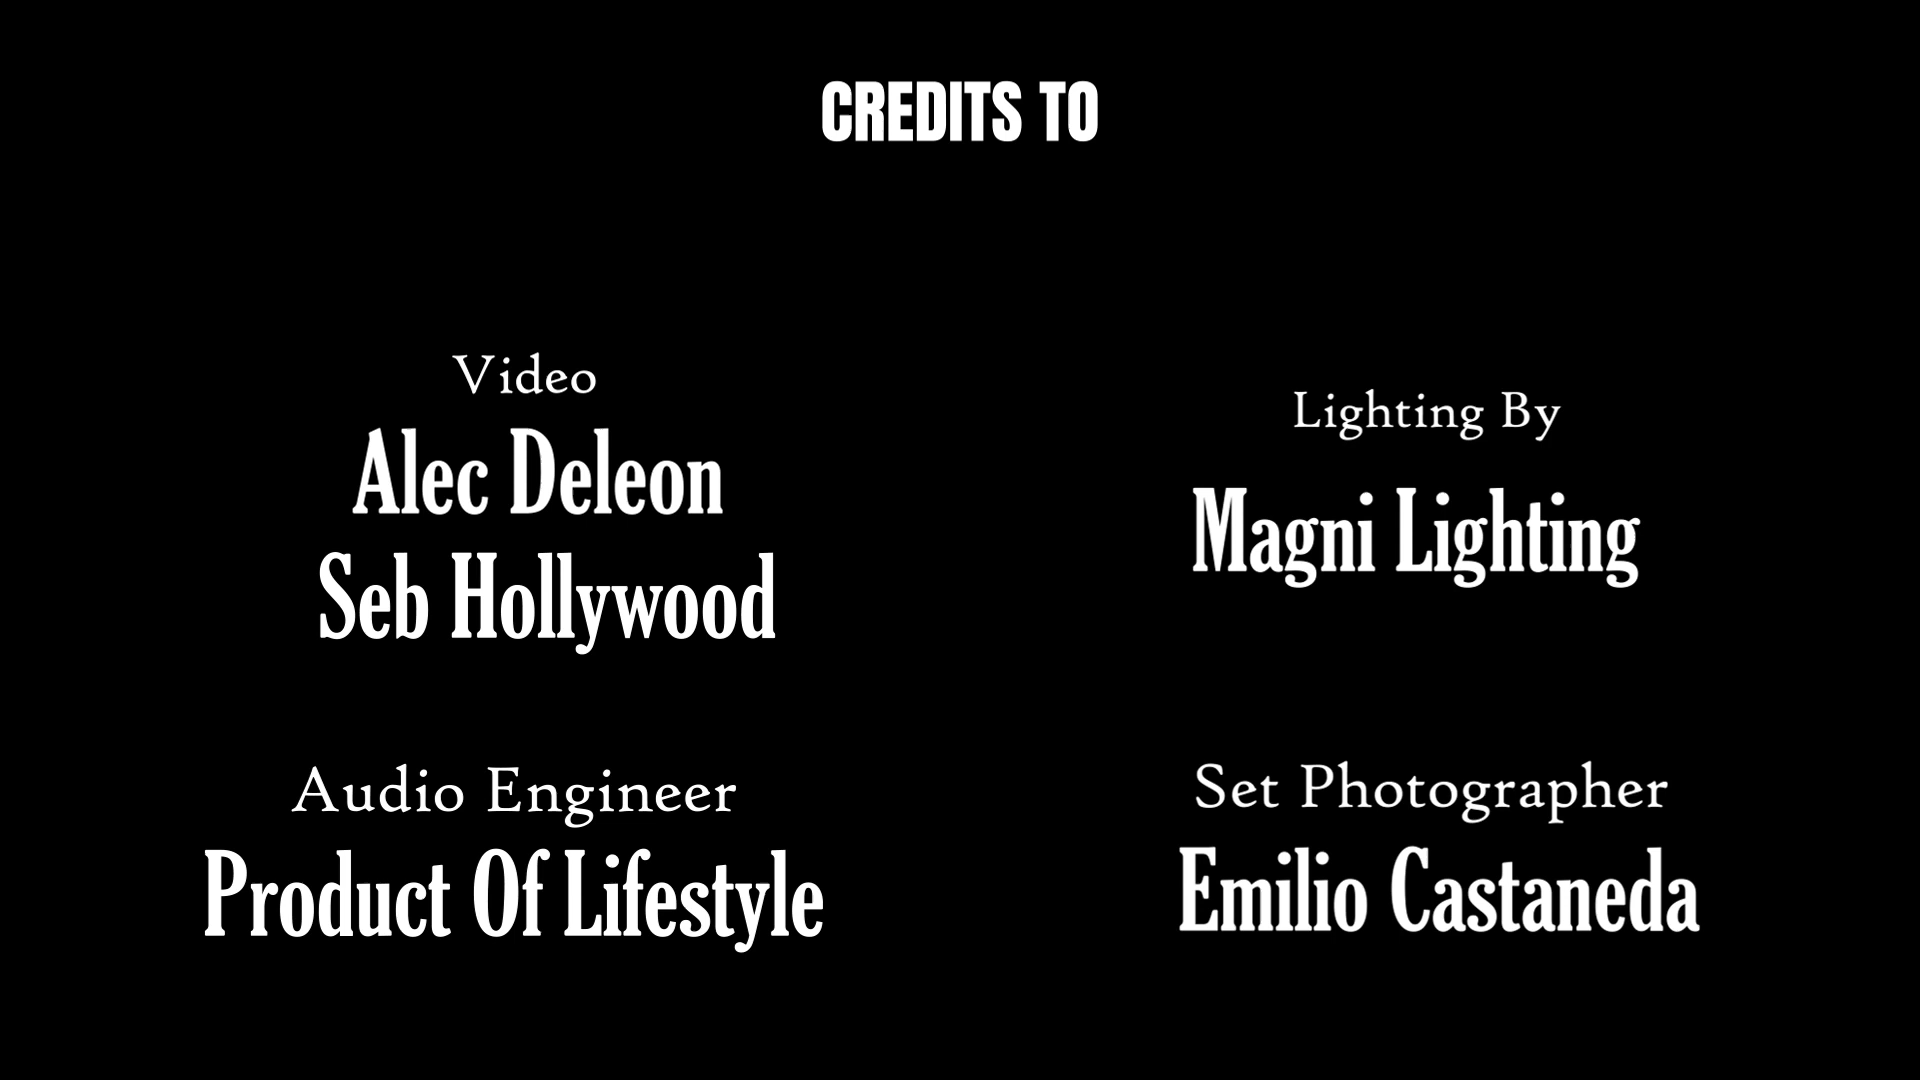 CREDITS TO
Video
Alec Deleon
Seb Hollywood
Lighting By
Magni Lighting
Audio Engineer
Product Of Lifestyle
Set Photographer
Emilio Castaneda